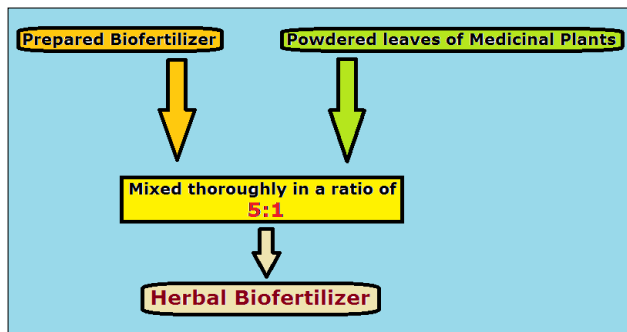 Prepared Biofertilizer
Powdered leaves of Medicinal Plants
Mixed thoroughly in a ratio of
5:1
Herbal Biofertilizer